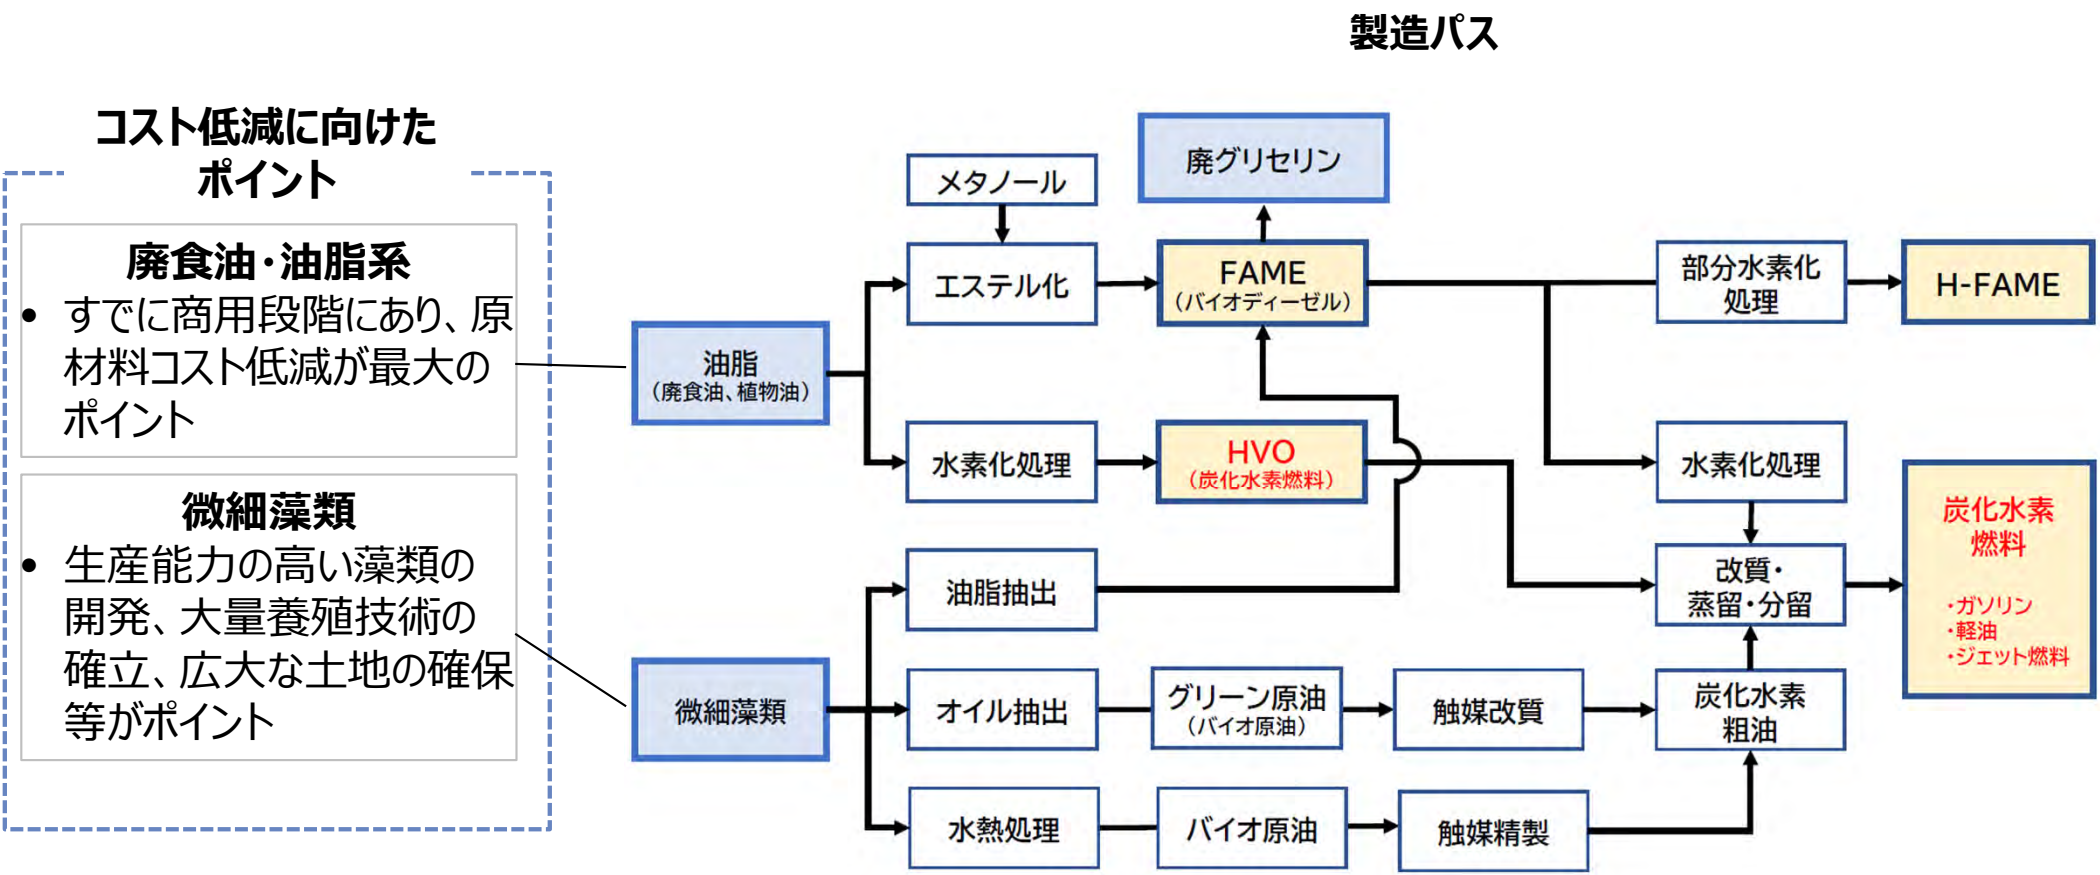 製造パス
コスト低減に向けた
ポイント
廃食油・油脂系
• すでに商用段階にあり、原
材料コスト低減が最大の
ポイント
微細藻類
• 生産能力の高い藻類の
開発、大量養殖技術の
確立、広大な土地の確保
等がポイント
メタノール
廃グリセリン
エステル化
FAME
（バイオディーゼル）
部分水素化
処理
H-FAME
油脂
（廃食油、植物油）
水素化処理
HVO
（炭化水素燃料）
水素化処理
炭化水素
燃料
・ガソリン
・軽油
・ジェット燃料
油脂抽出
改質・
蒸留・分留
微細藻類
オイル抽出
グリーン原油
（バイオ原油）
触媒改質
炭化水素
粗油
水熱処理
バイオ原油
触媒精製